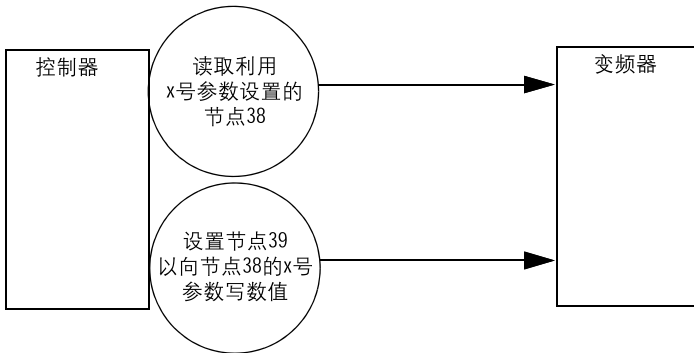 控制器
读取利用
x号参数设置的
节点38
变频器
设置节点39
以向节点38的x号
参数写数值